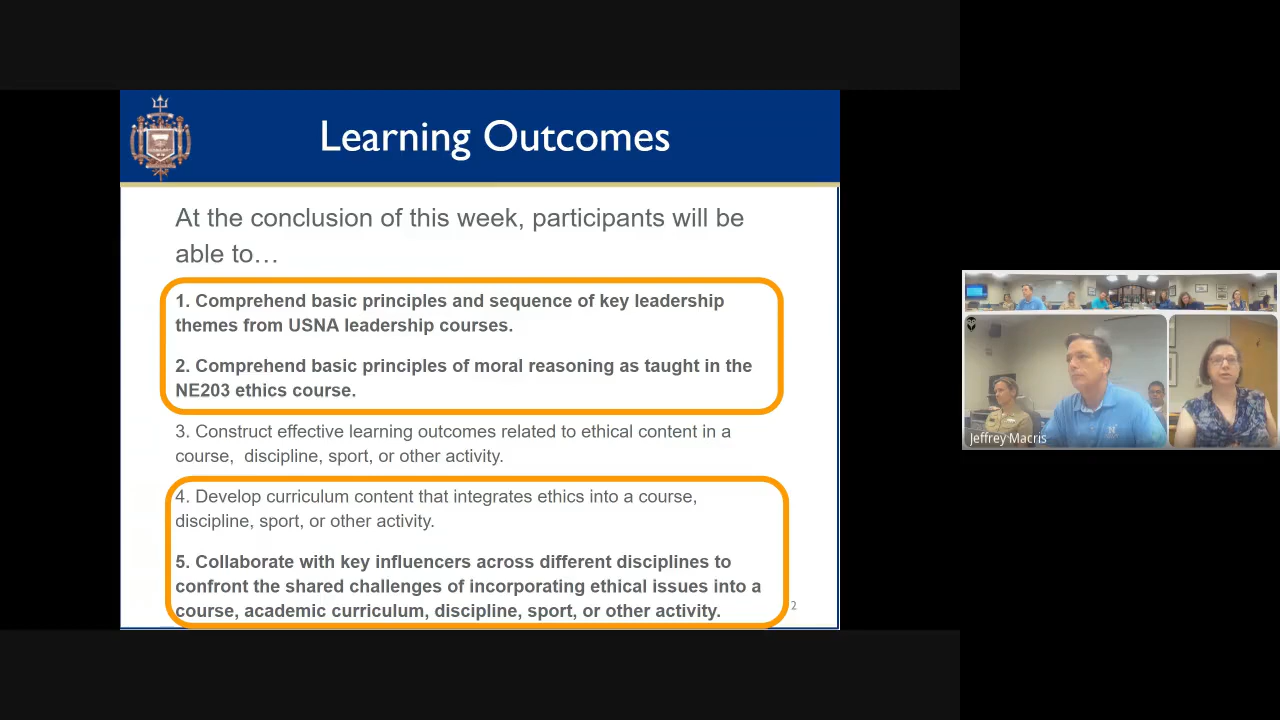 Learning Outcomes
At the conclusion of this week, participants will be
able to…
1. Comprehend basic principles and sequence of key leadership
themes from USNA leadership courses.
2. Comprehend basic principles of moral reasoning as taught in the
NE203 ethics course.
3. Construct effective learning outcomes related to ethical content in a
course, discipline, sport, or other activity.
4. Develop curriculum content that integrates ethics into a course,
discipline, sport, or other activity.
5. Collaborate with key influencers across different disciplines to
confront the shared challenges of incorporating ethical issues into a
course, academic curriculum, discipline, sport, or other activity.
2
Jeffrey Macris